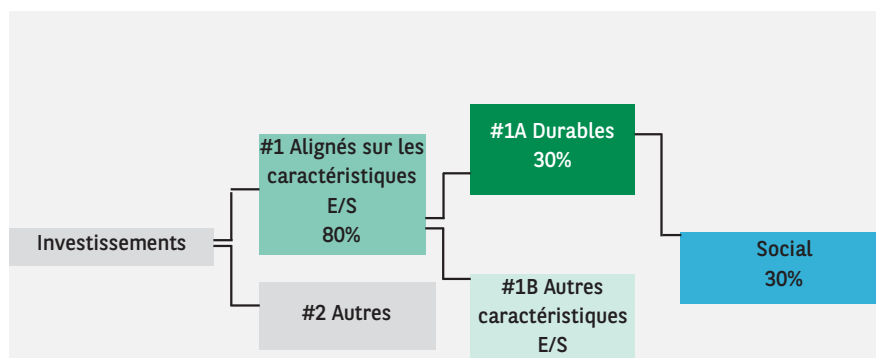 Investissements
#1 Alignés sur les
caractéristiques
E/S
80%
#2 Autres
#1A Durables
30%
#1B Autres
caractéristiques
E/S
Social
30%